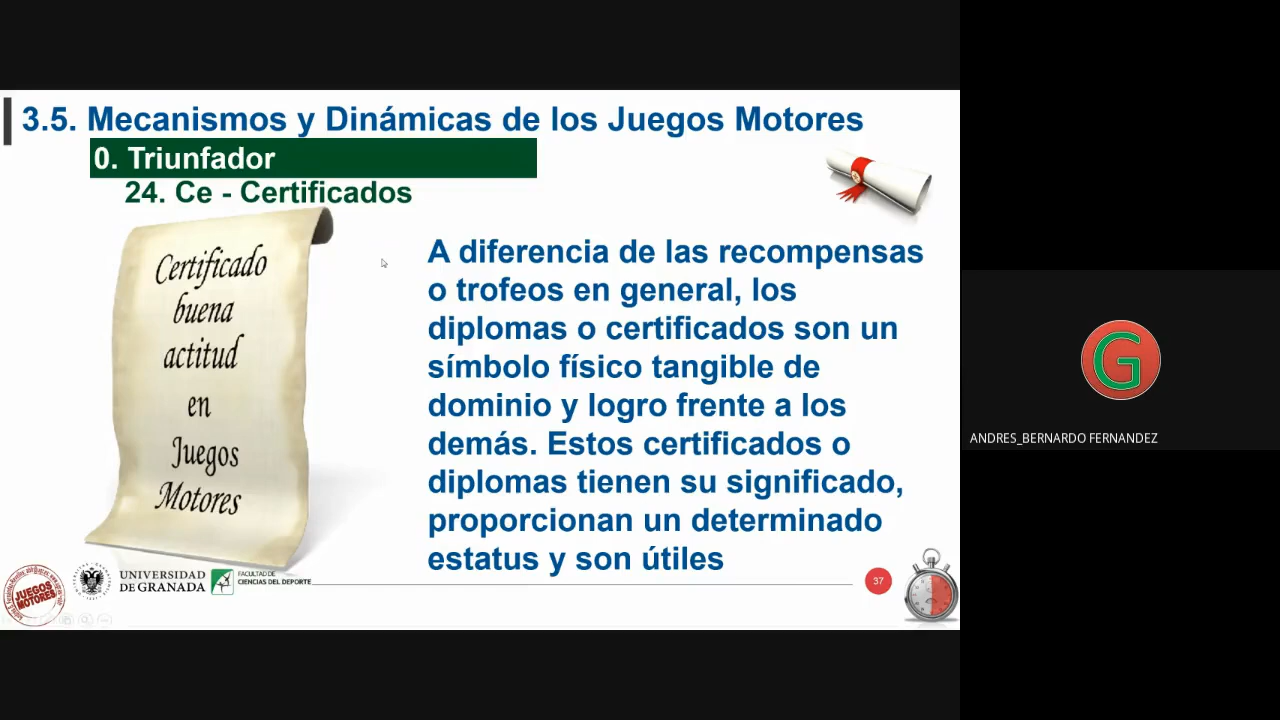 3.5. Mecanismos y Dinámicas de los Juegos Motores
0. Triunfador
24. Ce - Certificados
Certificado
buena
actitud
en
Juegos
Motores
A diferencia de las recompensas
o trofeos en general, los
diplomas o certificados son un
símbolo físico tangible de
dominio y logro frente a los
demás. Estos certificados o
diplomas tienen su significado,
proporcionan un determinado
estatus y son útiles
JUEGOS
MOTORES
UNIVERSIDAD
DE GRANADA
FACULTAD DE
CIENCIAS DEL DEPORTE
37
G
ANDRES_BERNARDO FERNANDEZ